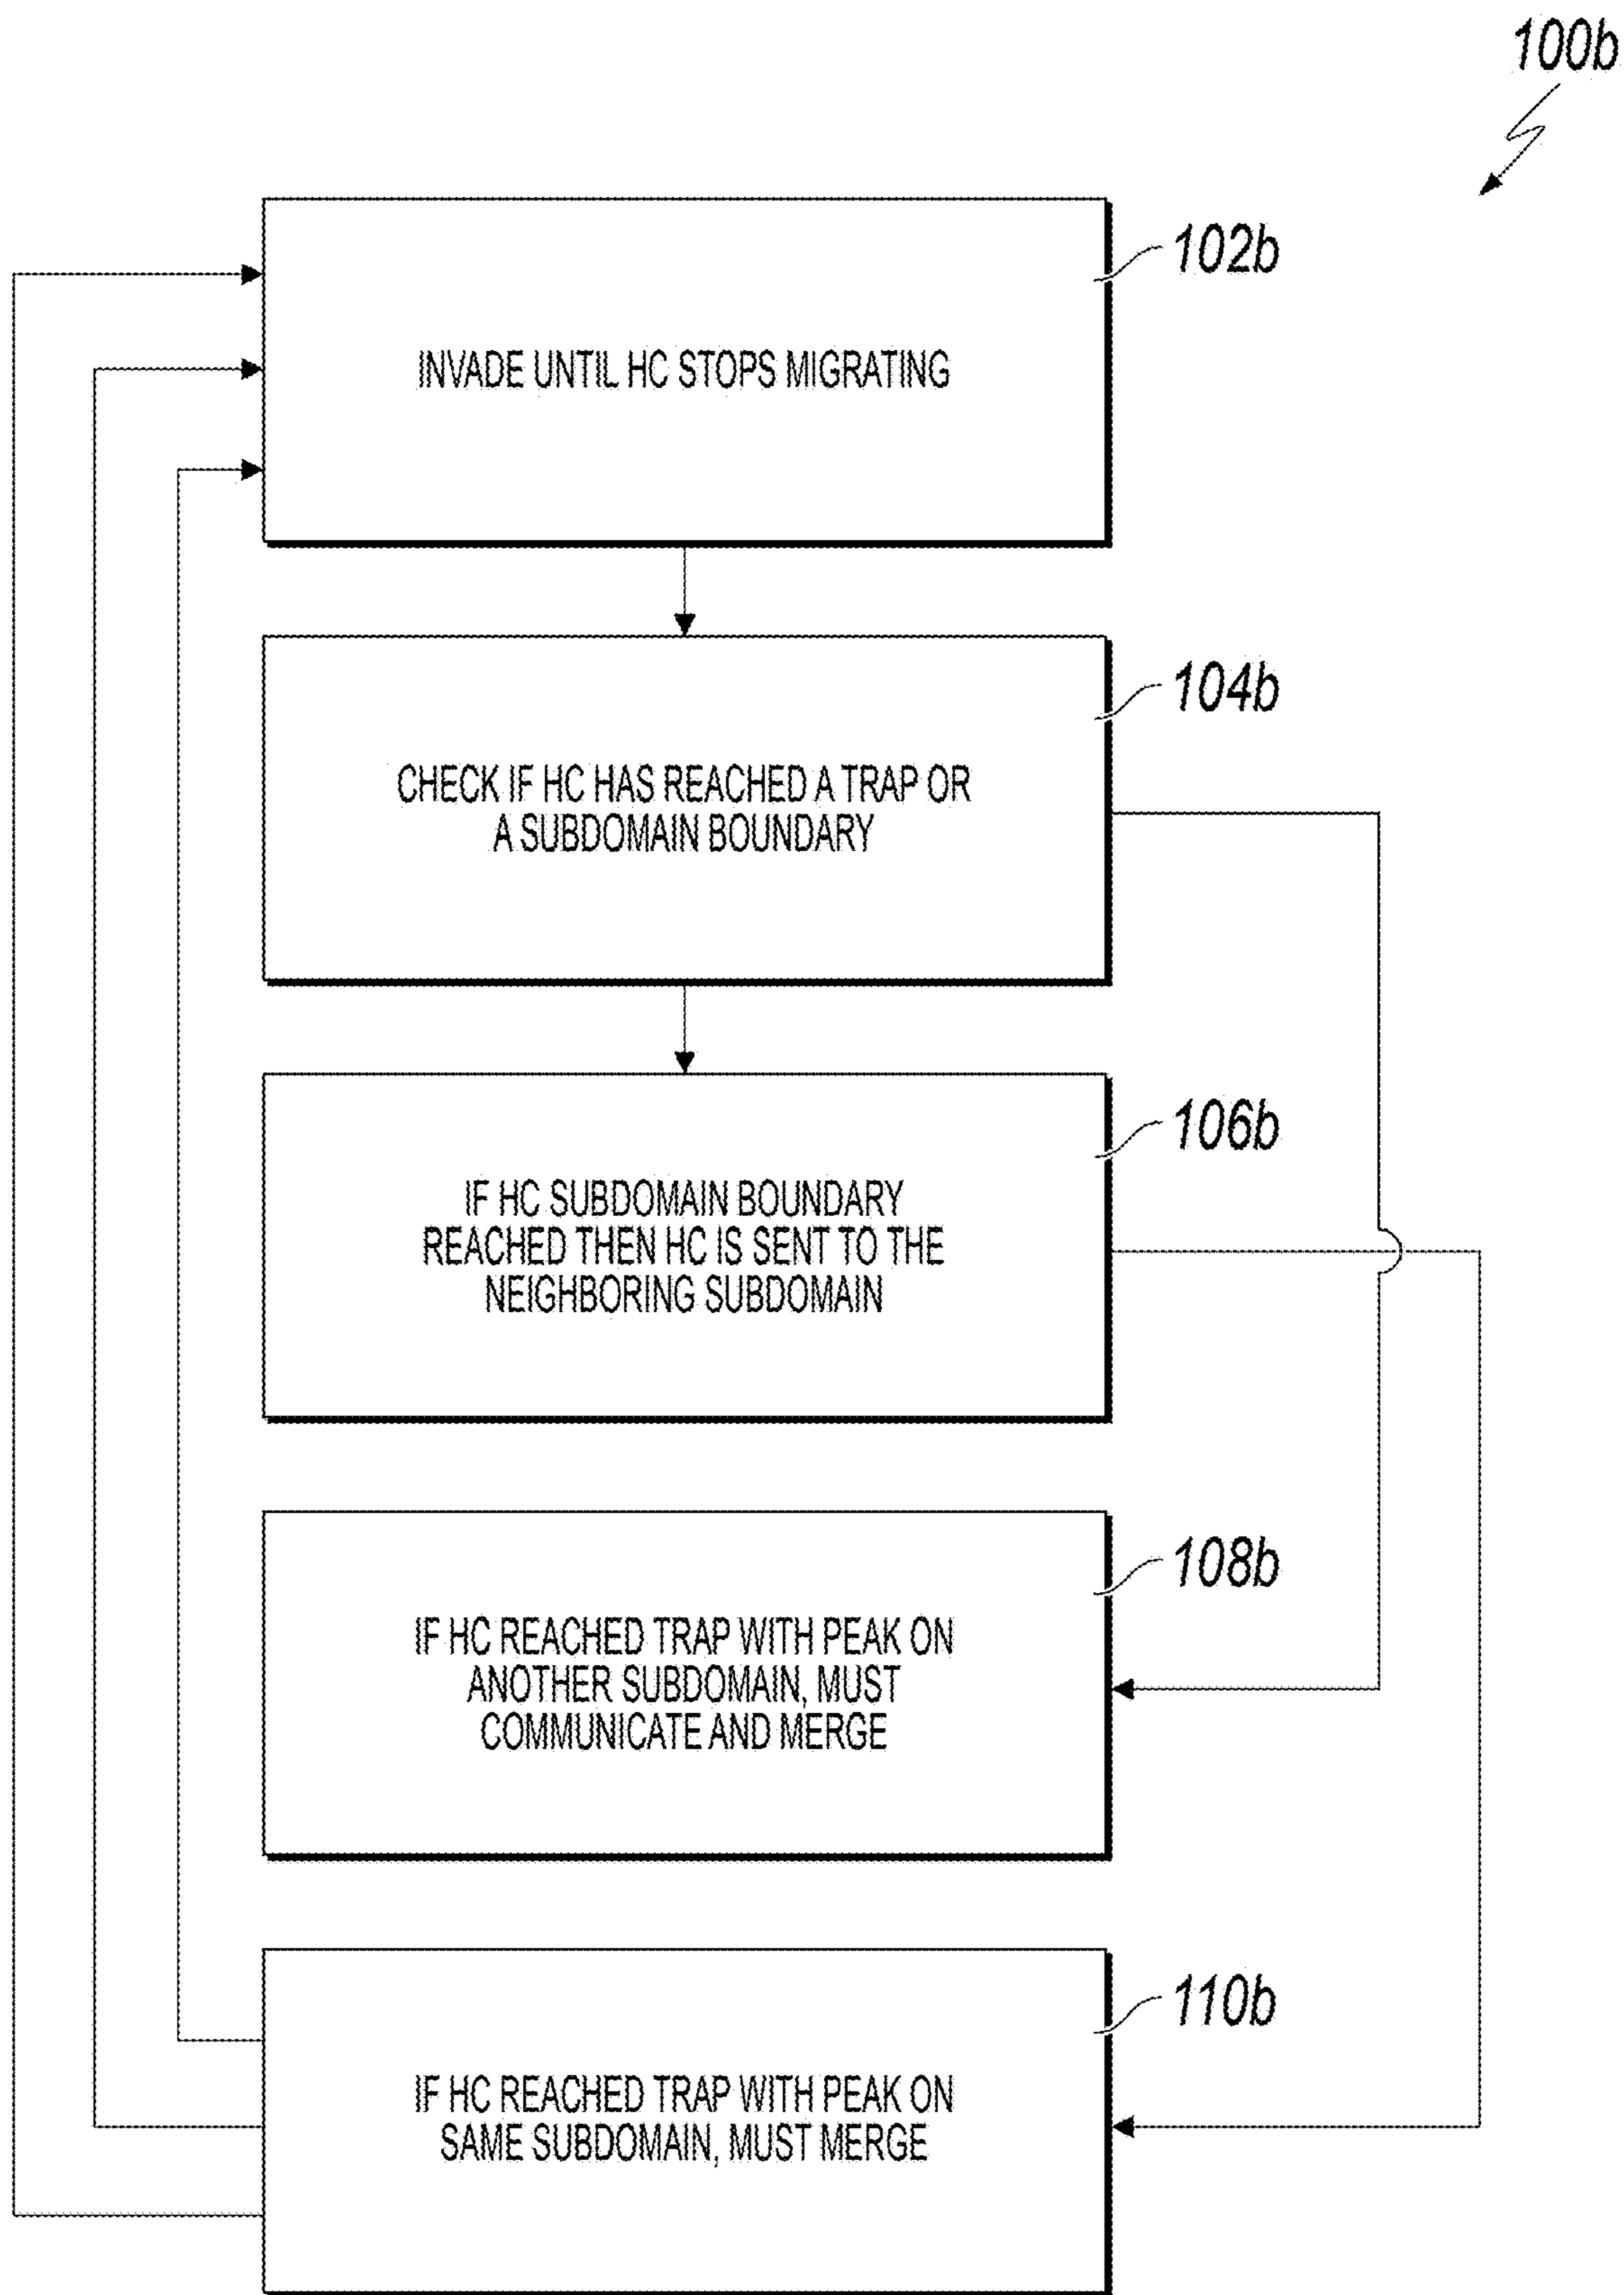 100b
102b
INVADE UNTIL HC STOPS MIGRATING
104b
CHECK IF HC HAS REACHED A TRAP OR
A SUBDOMAIN BOUNDARY
106b
IF HC SUBDOMAIN BOUNDARY
REACHED THEN HC IS SENT TO THE
NEIGHBORING SUBDOMAIN
108b
IF HC REACHED TRAP WITH PEAK ON
ANOTHER SUBDOMAIN, MUST
COMMUNICATE AND MERGE
110b
IF HC REACHED TRAP WITH PEAK ON
SAME SUBDOMAIN, MUST MERGE